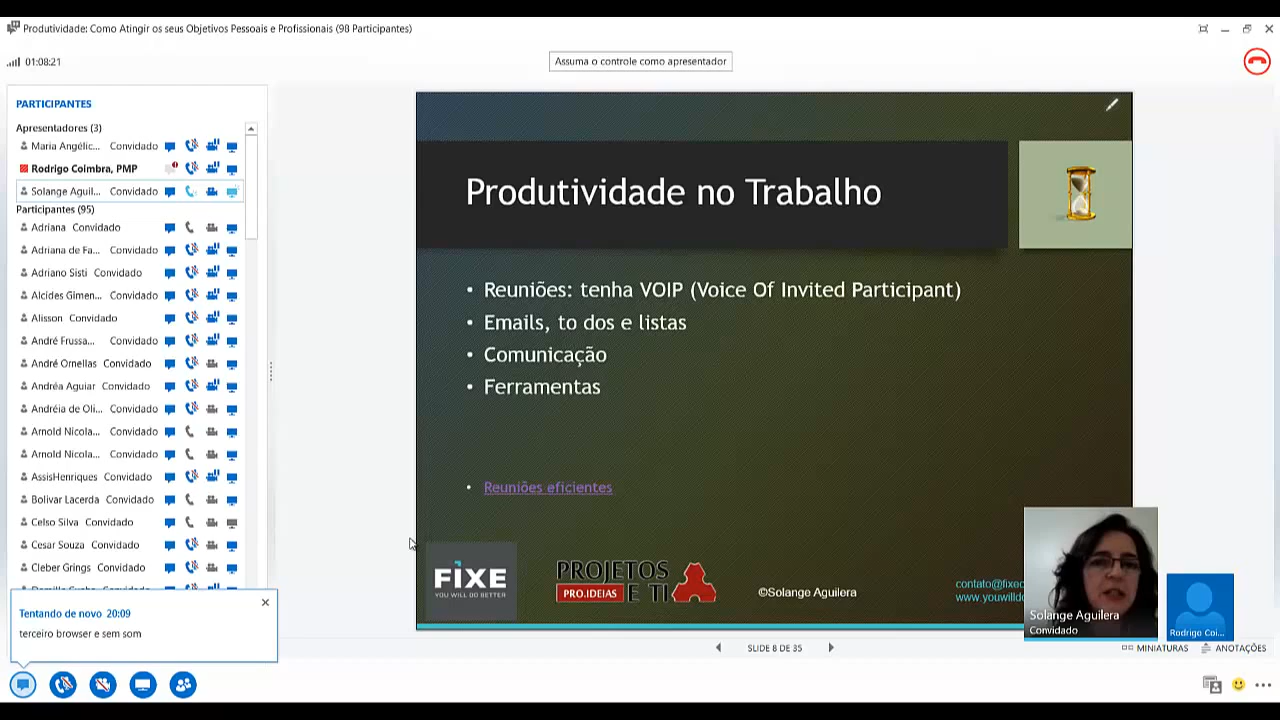 Produtividade: Como Atingir os seus Objetivos Pessoais e Profissionais (98 Participantes)
01:08:21
Assuma o controle como apresentador
PARTICIPANTES
Apresentadores (3)
Maria Angélic... Convidado
Rodrigo Coimbra, PMP
Solange Aguil... Convidado
Participantes (95)
Adriana Convidado
Adriana de Fa... Convidado
Adriano Sisti Convidado
Alcides Gimen... Convidado
Alisson Convidado
André Frussa... Convidado
André Ornellas Convidado
Andréa Aguiar Convidado
Andréia de Oli... Convidado
Arnold Nicola... Convidado
Arnold Nicola... Convidado
AssisHenriques Convidado
Bolivar Lacerda Convidado
Celso Silva Convidado
Cesar Souza Convidado
Cleber Grings Convidado
Tentando de novo 20:09
terceiro browser e sem som
Produtividade no Trabalho
• Reuniões: tenha VOIP (Voice Of Invited Participant)
• Emails, to dos e listas
• Comunicação
• Ferramentas
• Reuniões eficientes
FIXE
YOU WILL DO BETTER
PROJETOS
PRO.IDEIAS E TI
©Solange Aguilera
contato@fixec
www.youwilldo
Solange Aguilera
Convidado
Rodrigo Coi...
SLIDE 8 DE 35
MINIATURAS
ANOTAÇÕES